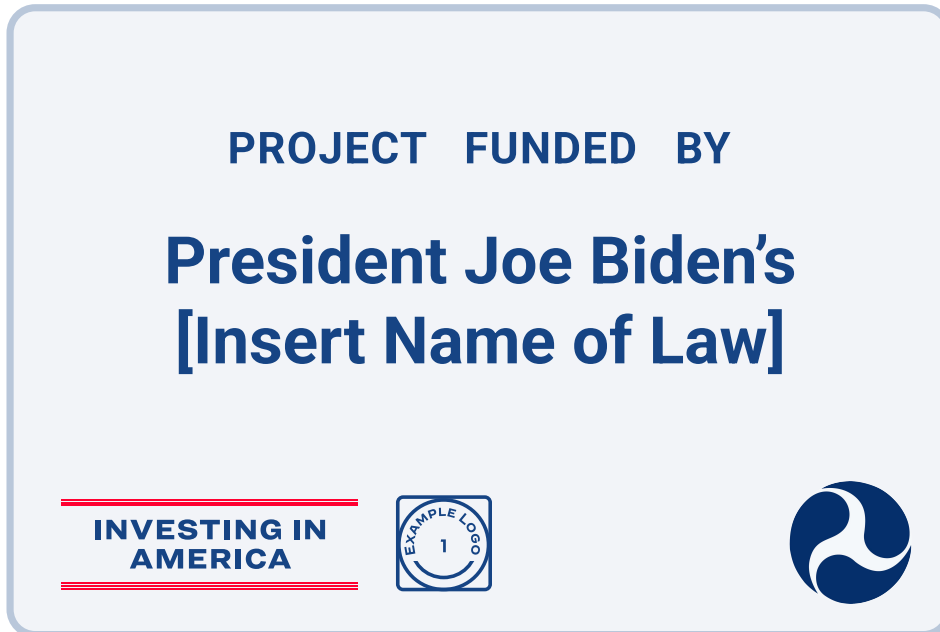 PROJECT FUNDED BY
President Joe Biden’s
[Insert Name of Law]
INVESTING IN
AMERICA
EXAMPLE LOGO
1